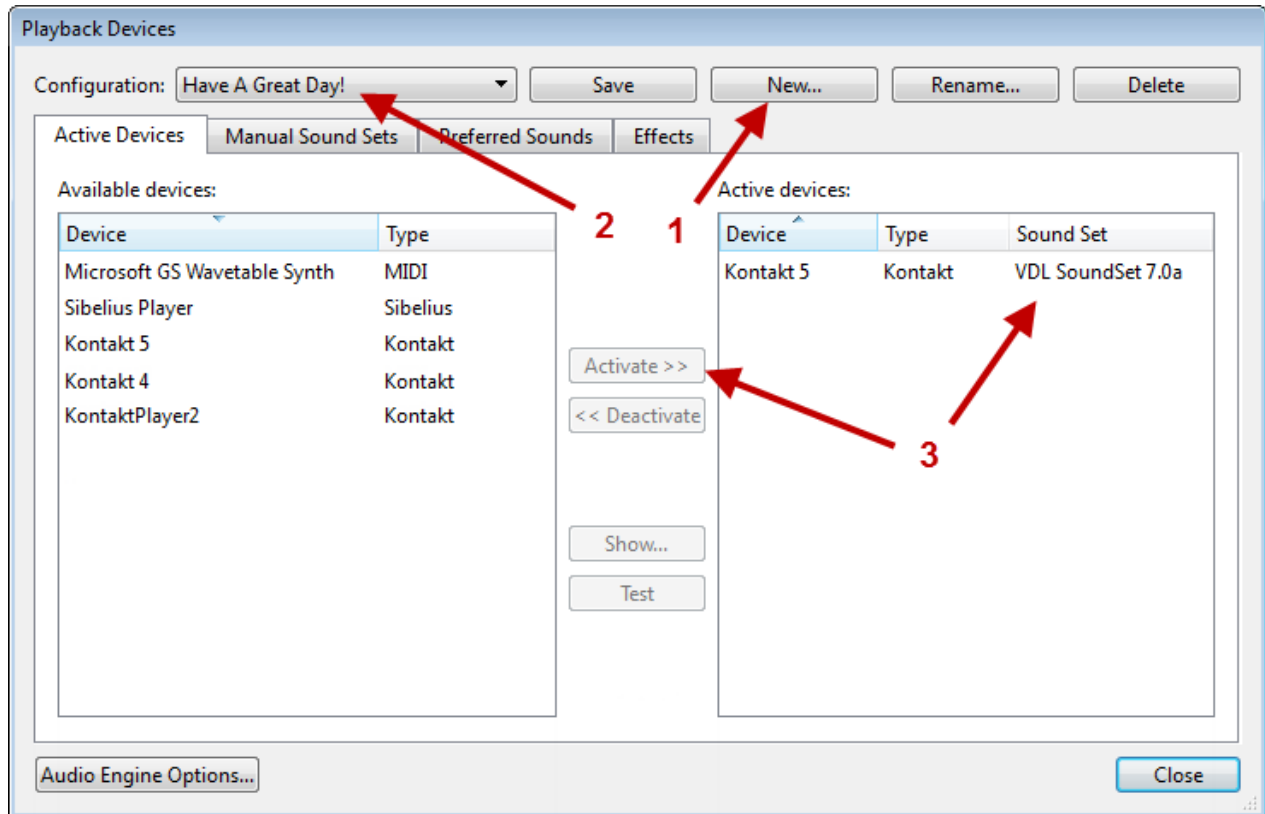 Playback Devices
Configuration: Have A Great Day! Save New... Rename... Delete
Active Devices Manual Sound Sets Preferred Sounds Effects
Available devices: Active devices:
2 1
Device Type Device Type Sound Set
Microsoft GS Wavetable Synth MIDI Kontakt 5 Kontakt VDL SoundSet 7.0a
Sibelius Player Sibelius
Kontakt 5 Kontakt
Activate >>
Kontakt 4 Kontakt
KontaktPlayer2 Kontakt << Deactivate
3
Show...
Test
Audio Engine Options... Close